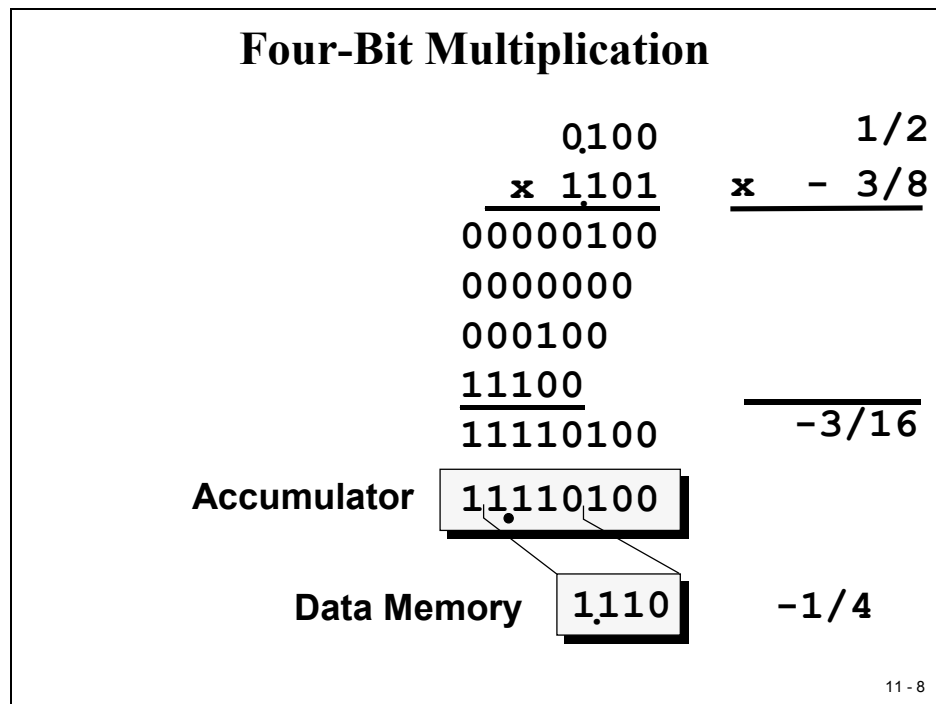 Four-Bit Multiplication
0.100 1/2
x 1.101 x - 3/8
00000100
0000000
000100
11100
11110100 -3/16
Accumulator 11.110100
Data Memory 1.110 -1/4
11 - 8